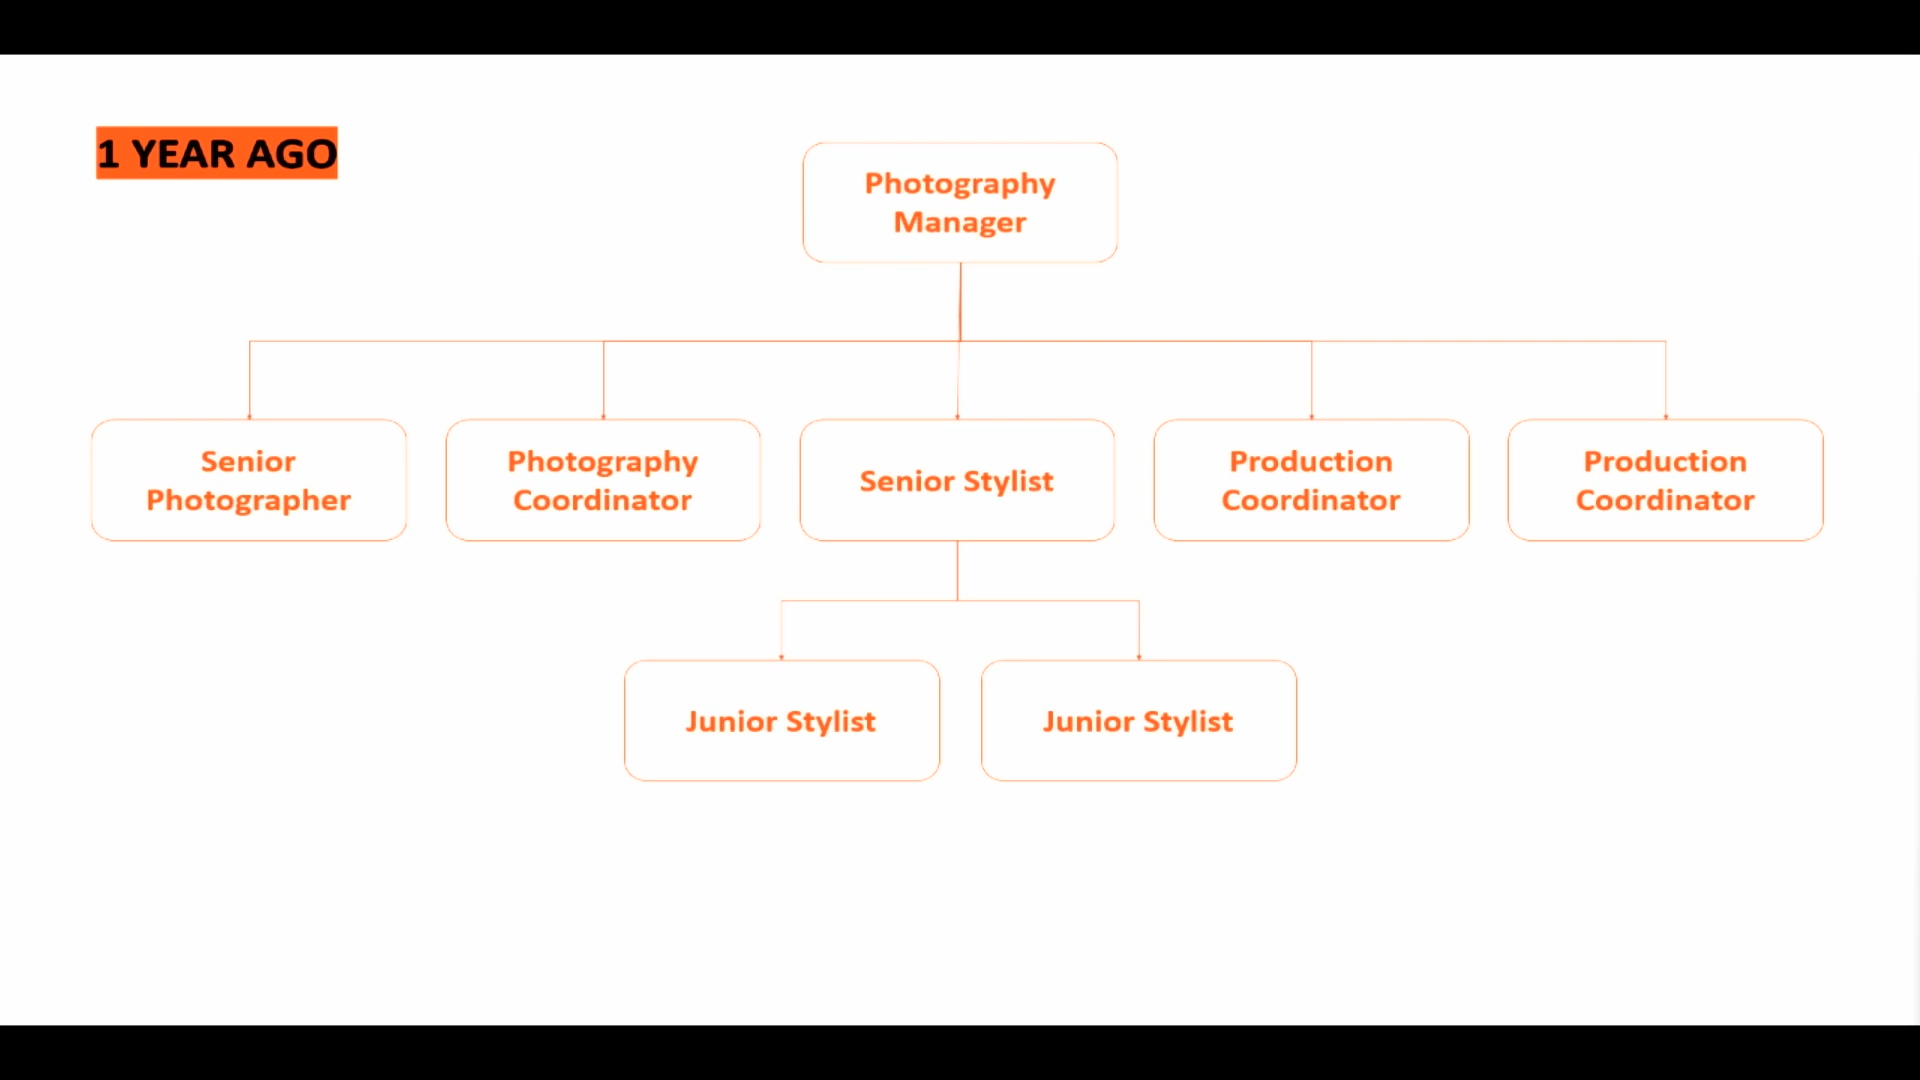 1 YEAR AGO
Photography
Manager
Senior
Photographer
Photography
Coordinator
Senior Stylist
Production
Coordinator
Production
Coordinator
Junior Stylist
Junior Stylist